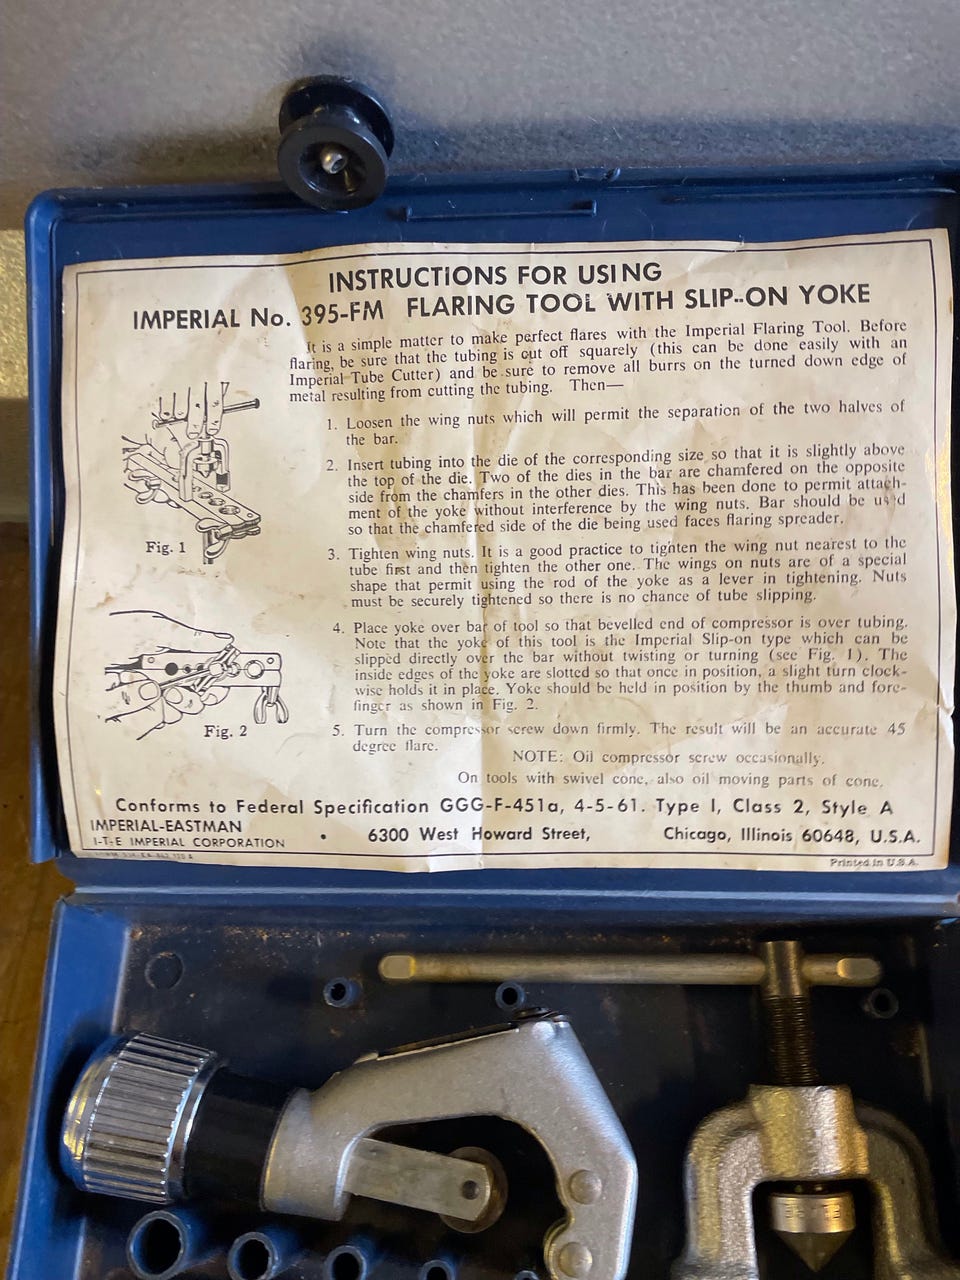 INSTRUCTIONS FOR USING
IMPERIAL No. 395-FM FLARING TOOL WITH SLIP-ON YOKE
It is a simple matter to make perfect flares with the Imperial Flaring Tool. Before
flaring, be sure that the tubing is cut off squarely (this can be done easily with an
Imperial Tube Cutter) and be sure to remove all burrs on the turned down edge of
metal resulting from cutting the tubing. Then—
1. Loosen the wing nuts which will permit the separation of the two halves of
the bar.
2. Insert tubing into the die of the corresponding size so that it is slightly above
the top of the die. Two of the dies in the bar are chamfered on the opposite
side from the chamfers in the other dies. This has been done to permit attach-
ment of the yoke without interference by the wing nuts. Bar should be used
so that the chamfered side of the die being used faces flaring spreader.
Fig. 1
3. Tighten wing nuts. It is a good practice to tighten the wing nut nearest to the
tube first and then tighten the other one. The wings on nuts are of a special
shape that permit using the rod of the yoke as a lever in tightening. Nuts
must be securely tightened so there is no chance of tube slipping.
4. Place yoke over bar of tool so that bevelled end of compressor is over tubing.
Note that the yoke of this tool is the Imperial Slip-on type which can be
slipped directly over the bar without twisting or turning (see Fig. 1). The
inside edges of the yoke are slotted so that once in position, a slight turn clock-
wise holds it in place. Yoke should be held in position by the thumb and fore-
finger as shown in Fig. 2.
Fig. 2
5. Turn the compressor screw down firmly. The result will be an accurate 45
degree flare.
NOTE: Oil compressor screw occasionally.
On tools with swivel cone, also oil moving parts of cone.
Conforms to Federal Specification GGG-F-451a, 4-5-61. Type I, Class 2, Style A
IMPERIAL-EASTMAN
I-T-E IMPERIAL CORPORATION • 6300 West Howard Street, Chicago, Illinois 60648, U.S.A.
Printed in U.S.A.